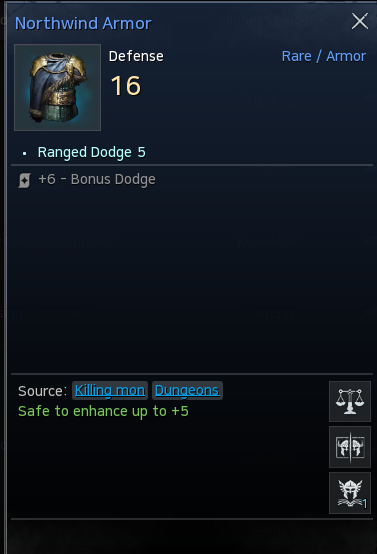 Northwind Armor
Defense
Rare / Armor
16
• Ranged Dodge 5
+6 - Bonus Dodge
Source: Killing mon Dungeons
Safe to enhance up to +5
1